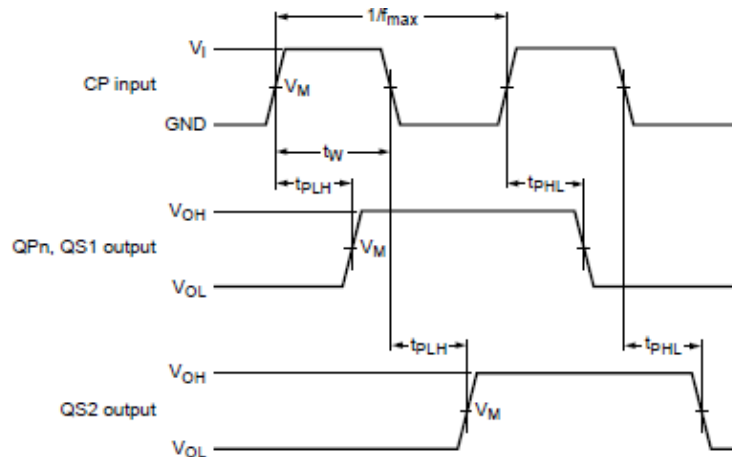 1/fmax
VI
CP input
VM
GND
tW
tPLH
tPHL
VOH
QPn, QS1 output
VM
VOL
tPLH
tPHL
VOH
QS2 output
VM
VOL